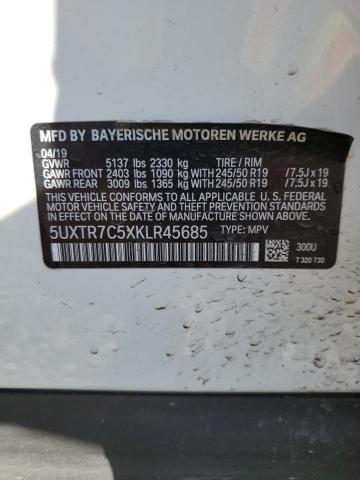 MFD BY BAYERISCHE MOTOREN WERKE AG
04/19
GVWR 5137 lbs 2330 kg TIRE / RIM
GAWR FRONT 2403 lbs 1090 kg WITH 245/50 R19 /7.5J x 19
GAWR REAR 3009 lbs 1365 kg WITH 245/50 R19 /7.5J x 19
THIS VEHICLE CONFORMS TO ALL APPLICABLE U. S. FEDERAL
MOTOR VEHICLE SAFETY, BUMPER AND THEFT PREVENTION
STANDARDS IN EFFECT ON THE DATE OF MANUFACTURE SHOWN ABOVE.
5UXTR7C5XKLR45685 TYPE: MPV
300U
7 320 730